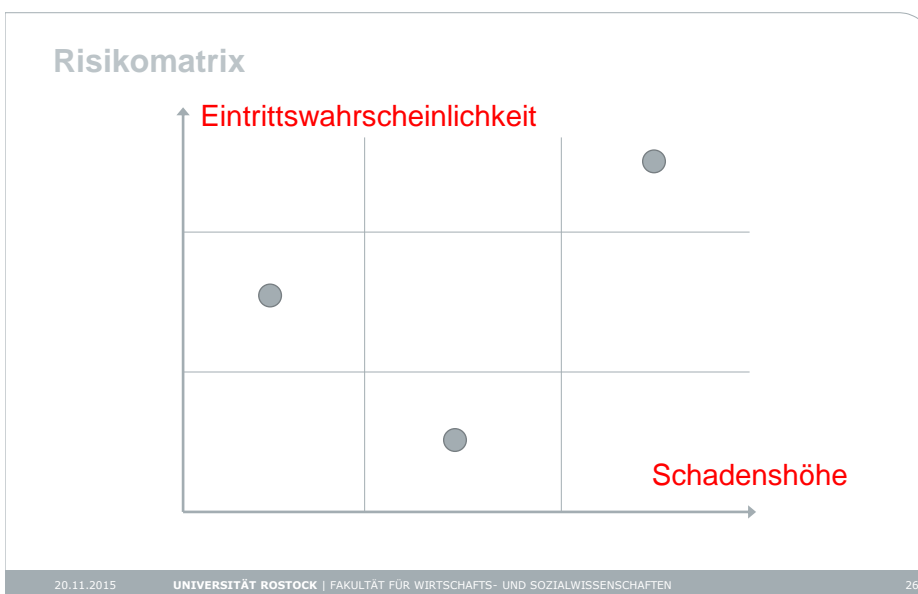 Risikomatrix
Eintrittswahrscheinlichkeit
Schadenshöhe
20.11.2015 UNIVERSITÄT ROSTOCK | FAKULTÄT FÜR WIRTSCHAFTS- UND SOZIALWISSENSCHAFTEN 26